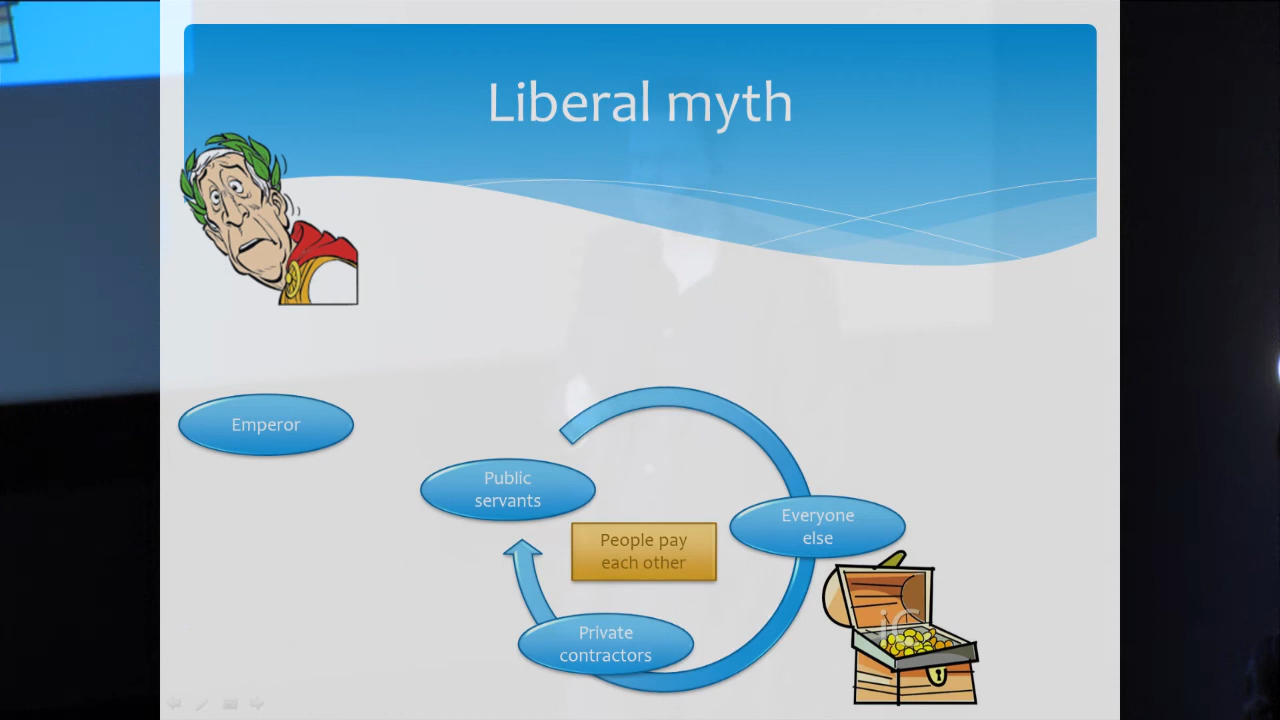 Liberal myth
Emperor
Public
servants
Everyone
else
People pay
each other
Private
contractors